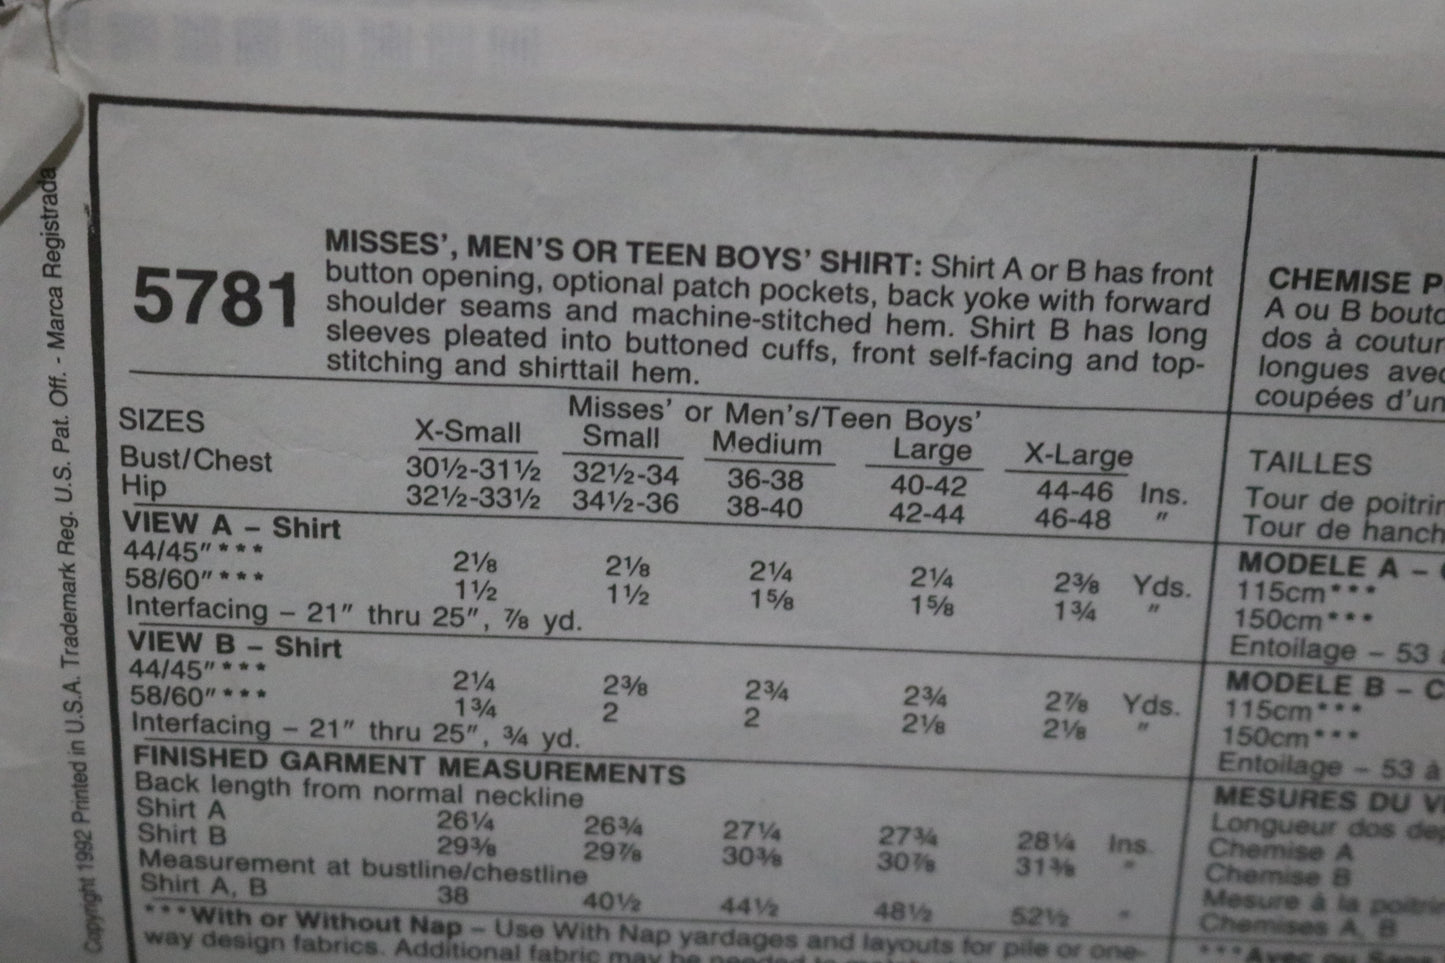 Copyright 1992 Printed in U.S.A. Trademark Reg. U.S. Pat. Off. - Marca Registrada
5781
MISSES', MEN'S OR TEEN BOYS' SHIRT: Shirt A or B has front
button opening, optional patch pockets, back yoke with forward
shoulder seams and machine-stitched hem. Shirt B has long
sleeves pleated into buttoned cuffs, front self-facing and top-
stitching and shirttail hem.
Misses' or Men's/Teen Boys'
SIZES X-Small Small Medium Large X-Large
Bust/Chest 30½-31½ 32½-34 36-38 40-42 44-46 Ins.
Hip 32½-33½ 34½-36 38-40 42-44 46-48 "
VIEW A – Shirt
44/45"*** 2⅛ 2⅛ 2¼ 2¼ 2⅜ Yds.
58/60"*** 1½ 1½ 1⅝ 1⅝ 1¾ "
Interfacing – 21" thru 25", ⅞ yd.
VIEW B – Shirt
44/45"*** 2¼ 2⅜ 2¾ 2¾ 2⅞ Yds.
58/60"*** 1¾ 2 2 2⅛ 2⅛ "
Interfacing – 21" thru 25", ¾ yd.
FINISHED GARMENT MEASUREMENTS
Back length from normal neckline
Shirt A 26¼ 26¾ 27¼ 27¾ 28¼ Ins.
Shirt B 29⅜ 29⅞ 30⅜ 30⅞ 31⅜ "
Measurement at bustline/chestline
Shirt A, B 38 40½ 44½ 48½ 52½ "
***With or Without Nap – Use With Nap yardages and layouts for pile or one-
way design fabrics. Additional fabric may be needed to
CHEMISE P
A ou B bouto
dos à coutur
longues avec
coupées d'un
TAILLES
Tour de poitrin
Tour de hanch
MODELE A –
115cm***
150cm***
Entoilage – 53
MODELE B – C
115cm***
150cm***
Entoilage – 53 à
MESURES DU V
Longueur dos de
Chemise A
Chemise B
Mesure à la poitrin
Chemises A, B
***Avec ou Sans